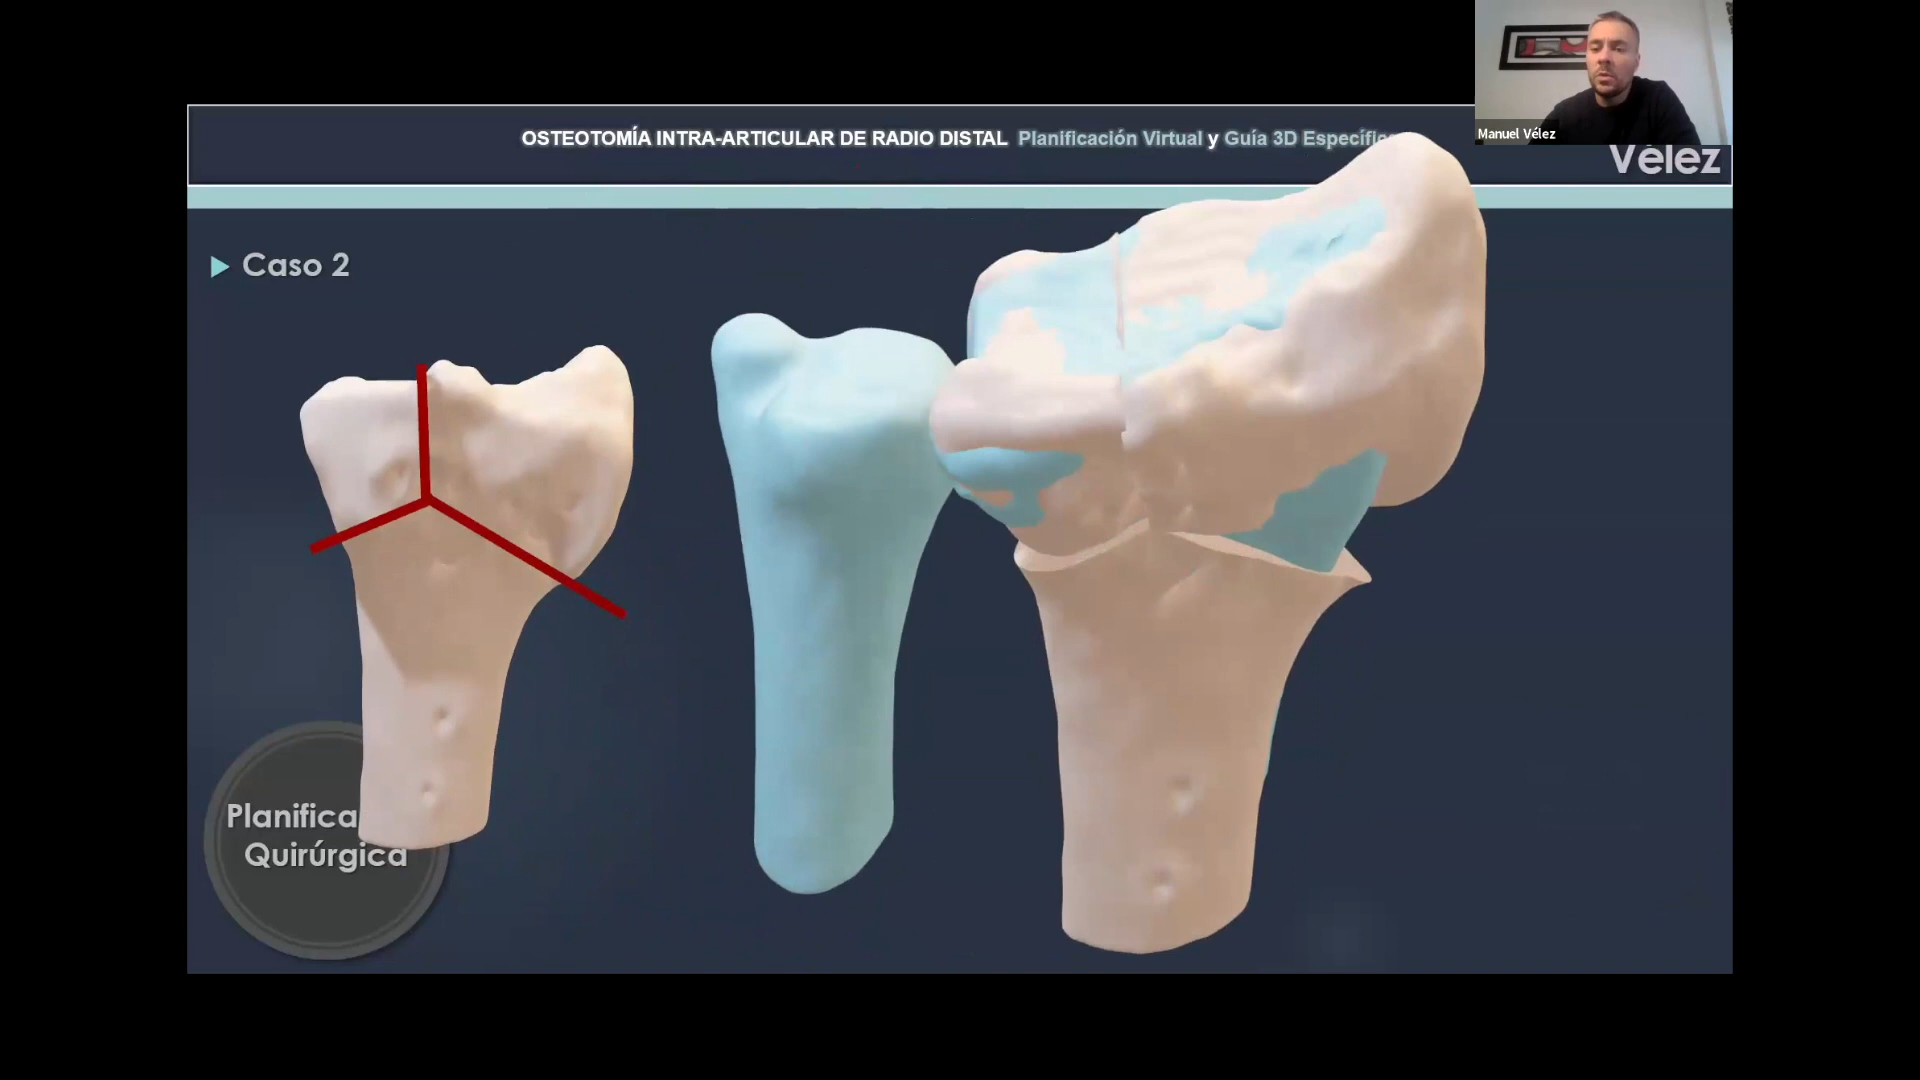 Manuel Vélez
OSTEOTOMÍA INTRA-ARTICULAR DE RADIO DISTAL Planificación Virtual y Guía 3D
Vélez
Caso 2
Planifica
Quirúrgica